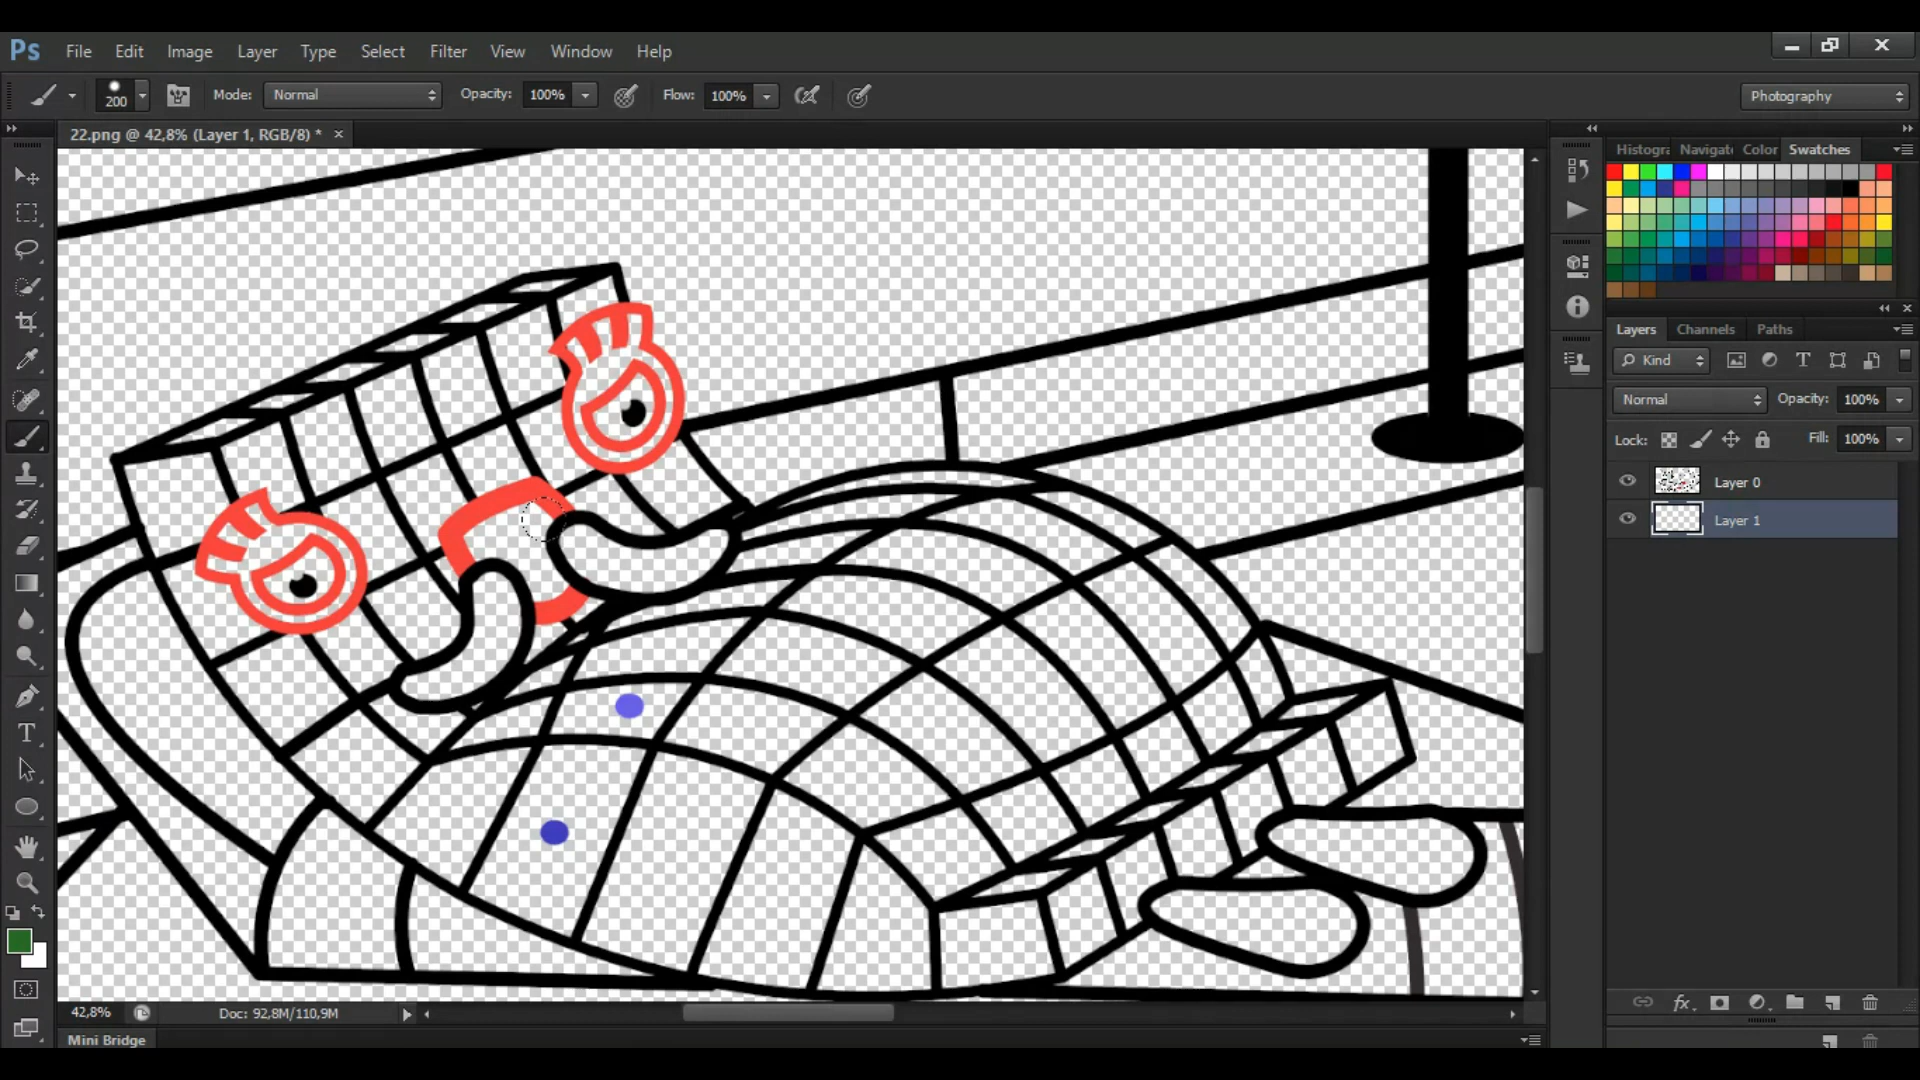 Ps File Edit Image Layer Type Select Filter View Window Help
200 Mode: Normal Opacity: 100% Flow: 100% Photography
22.png @ 42,8% (Layer 1, RGB/8) * ×
Histogra Navigate Color Swatches
Layers Channels Paths
Kind
Normal Opacity: 100%
Lock: Fill: 100%
Layer 0
Layer 1
fx
42,8% Doc: 92,8M/110,9M
Mini Bridge